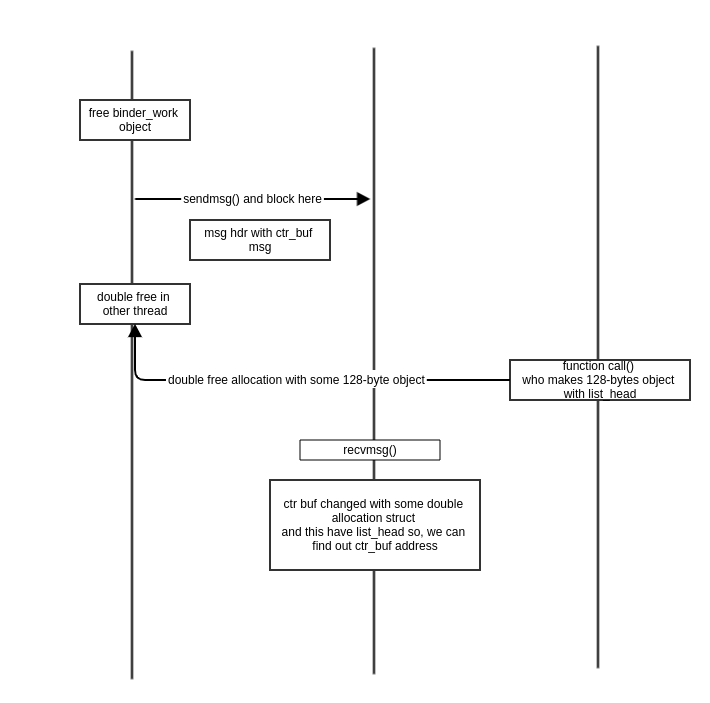 free binder_work
object
sendmsg() and block here
msg hdr with ctr_buf
msg
double free in
other thread
function call()
who makes 128-bytes object
with list_head
double free allocation with some 128-byte object
recvmsg()
ctr buf changed with some double
allocation struct
and this have list_head so, we can
find out ctr_buf address